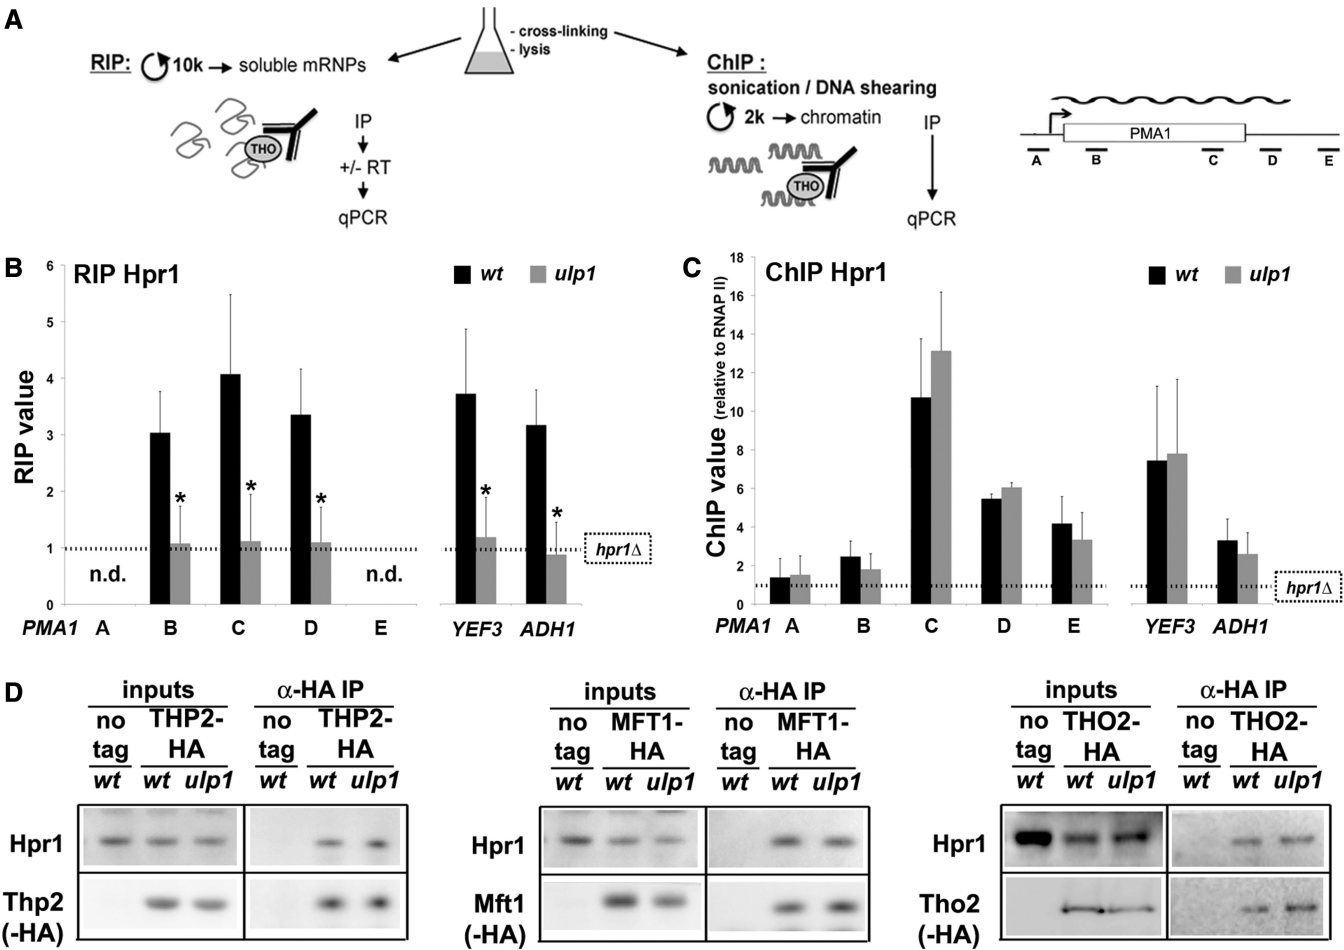 A
- cross-linking
- lysis
RIP: 10k soluble mRNPs
THO
IP
+/- RT
qPCR
ChIP :
sonication / DNA shearing
2k chromatin
THO
IP
qPCR
PMA1
A B C D E
B
RIP Hpr1
wt ulp1
RIP value
6
5
4
3
2
1
0
* * * * *
n.d. n.d.
hpr1Δ
PMA1 A B C D E YEF3 ADH1
C
ChIP Hpr1
wt ulp1
ChIP value (relative to RNAP II)
18
16
14
12
10
8
6
4
2
0
hpr1Δ
PMA1 A B C D E YEF3 ADH1
D
inputs α-HA IP
no tag THP2-HA no tag THP2-HA
wt wt ulp1 wt wt ulp1
Hpr1
Thp2
(-HA)
inputs α-HA IP
no tag MFT1-HA no tag MFT1-HA
wt wt ulp1 wt wt ulp1
Hpr1
Mft1
(-HA)
inputs α-HA IP
no tag THO2-HA no tag THO2-HA
wt wt ulp1 wt wt ulp1
Hpr1
Tho2
(-HA)